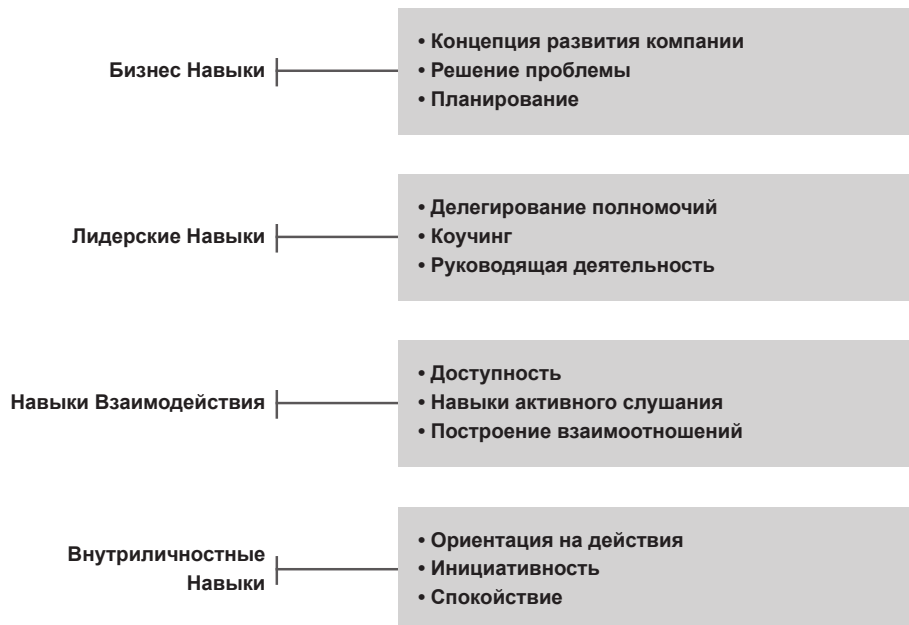 Бизнес Навыки
• Концепция развития компании
• Решение проблемы
• Планирование
Лидерские Навыки
• Делегирование полномочий
• Коучинг
• Руководящая деятельность
Навыки Взаимодействия
• Доступность
• Навыки активного слушания
• Построение взаимоотношений
Внутриличностные
Навыки
• Ориентация на действия
• Инициативность
• Спокойствие